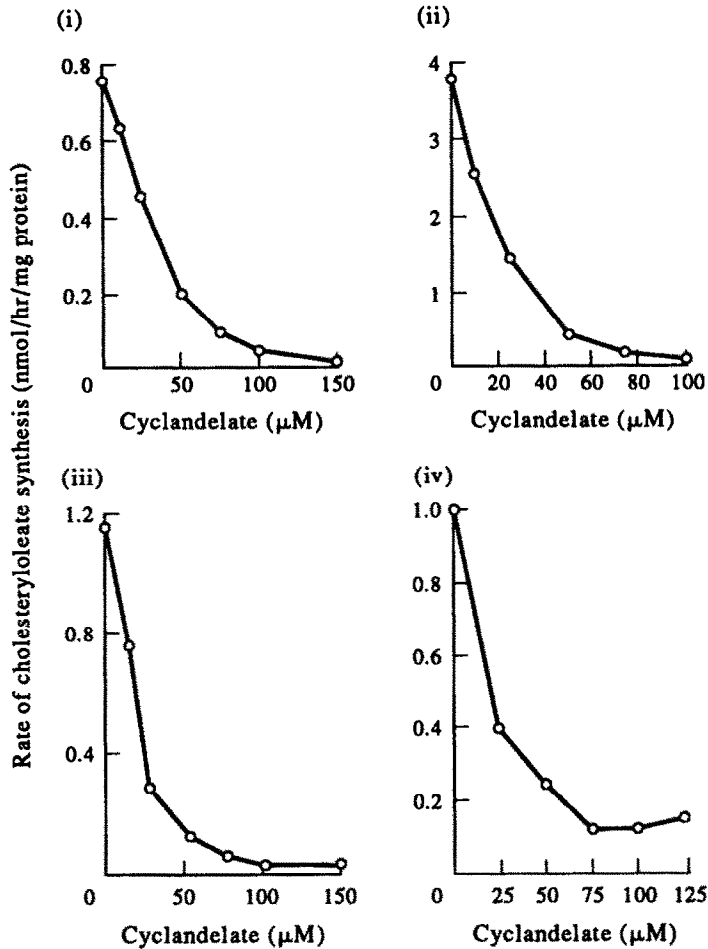 Rate of cholesteryloleate synthesis (nmol/hr/mg protein)
(i)
0.8
0.6
0.4
0.2
0
50
100
150
Cyclandelate (μM)
(ii)
4
3
2
1
0
0 20 40 60 80 100
Cyclandelate (μM)
(iii)
1.2
0.8
0.4
0
50
100
150
Cyclandelate (μM)
(iv)
1.0
0.8
0.6
0.4
0.2
0
25 50 75 100 125
Cyclandelate (μM)